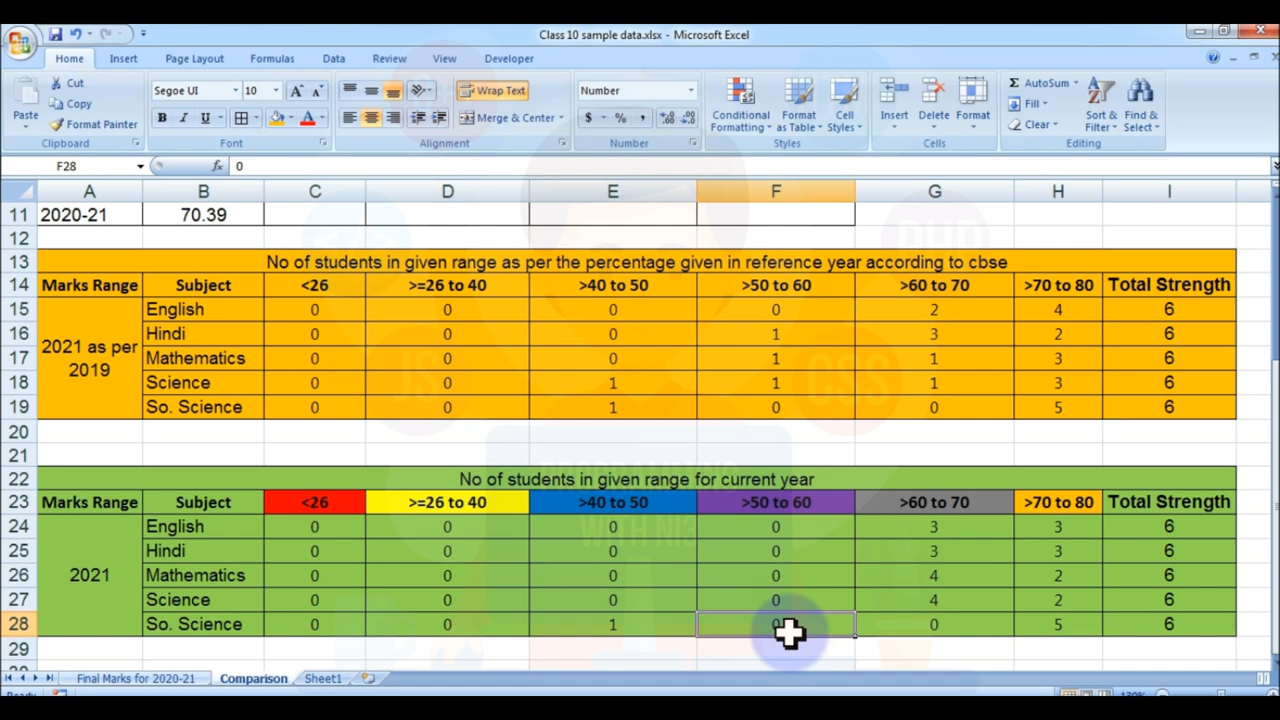 Class 10 sample data.xlsx - Microsoft Excel
Home Insert Page Layout Formulas Data Review View Developer
Cut Segoe UI 10 Wrap Text Number AutoSum
Copy Fill
Paste Format Painter B I U Merge & Center $ % , Conditional Formatting Format as Table Cell Styles Insert Delete Format Clear Sort & Filter Find & Select
Clipboard Font Alignment Number Styles Cells Editing
F28 fx 0
A B C D E F G H I
11 2020-21 70.39
12
13 No of students in given range as per the percentage given in reference year according to cbse
14 Marks Range Subject <26 >=26 to 40 >40 to 50 >50 to 60 >60 to 70 >70 to 80 Total Strength
15 English 0 0 0 0 2 4 6
16 Hindi 0 0 0 1 3 2 6
2021 as per 2019
17 Mathematics 0 0 0 1 1 3 6
18 Science 0 0 1 1 1 3 6
19 So. Science 0 0 1 0 0 5 6
20
21
22 No of students in given range for current year
23 Marks Range Subject <26 >=26 to 40 >40 to 50 >50 to 60 >60 to 70 >70 to 80 Total Strength
24 English 0 0 0 0 3 3 6
25 Hindi 0 0 0 0 3 3 6
26 2021 Mathematics 0 0 0 0 4 2 6
27 Science 0 0 0 0 4 2 6
28 So. Science 0 0 1 0 0 5 6
29
Final Marks for 2020-21 Comparison Sheet1
PHP
JS
CSS
PROGRAMMING
WITH NI3